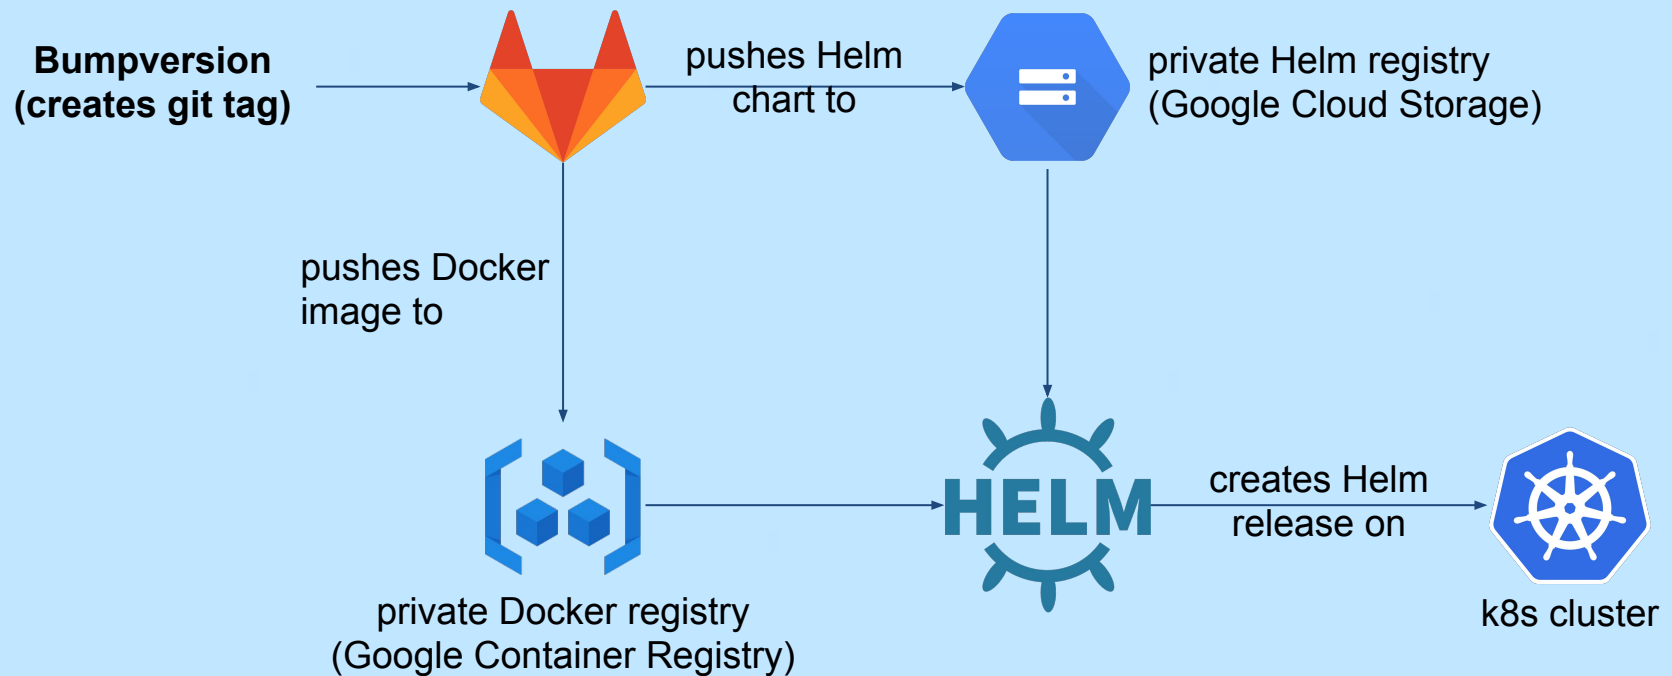 Bumpversion
(creates git tag)
pushes Helm
chart to
private Helm registry
(Google Cloud Storage)
pushes Docker
image to
HELM
creates Helm
release on
private Docker registry
(Google Container Registry)
k8s cluster